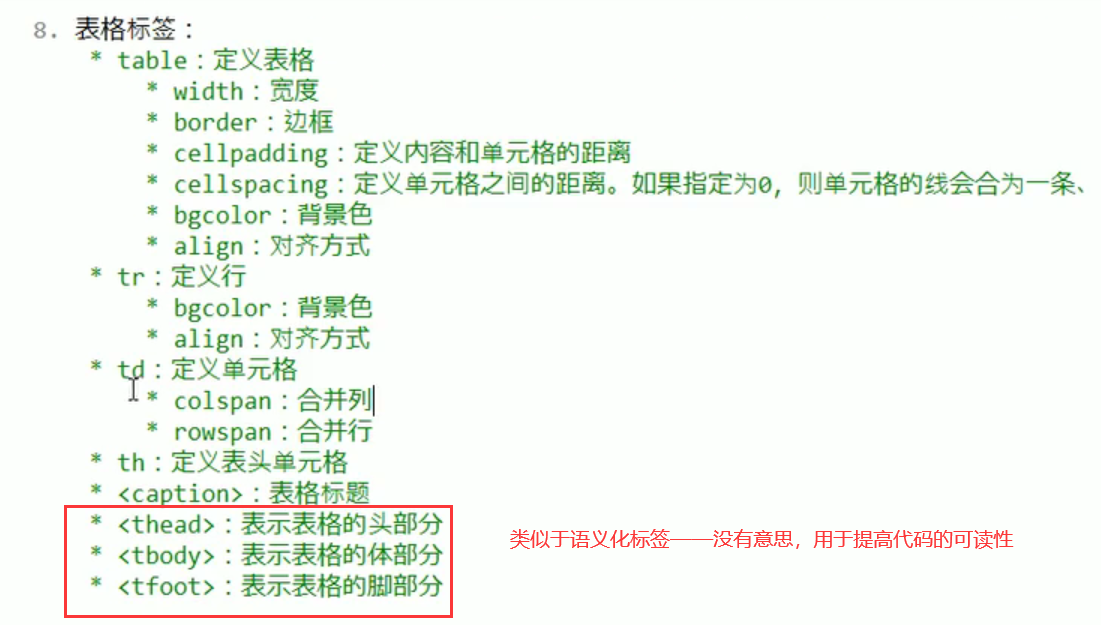 8. 表格标签：
* table：定义表格
* width：宽度
* border：边框
* cellpadding：定义内容和单元格的距离
* cellspacing：定义单元格之间的距离。如果指定为0，则单元格的线会合为一条、
* bgcolor：背景色
* align：对齐方式
* tr：定义行
* bgcolor：背景色
* align：对齐方式
* td：定义单元格
* colspan：合并列
* rowspan：合并行
* th：定义表头单元格
* <caption>：表格标题
* <thead>：表示表格的头部分
* <tbody>：表示表格的体部分
* <tfoot>：表示表格的脚部分
类似于语义化标签——没有意思，用于提高代码的可读性